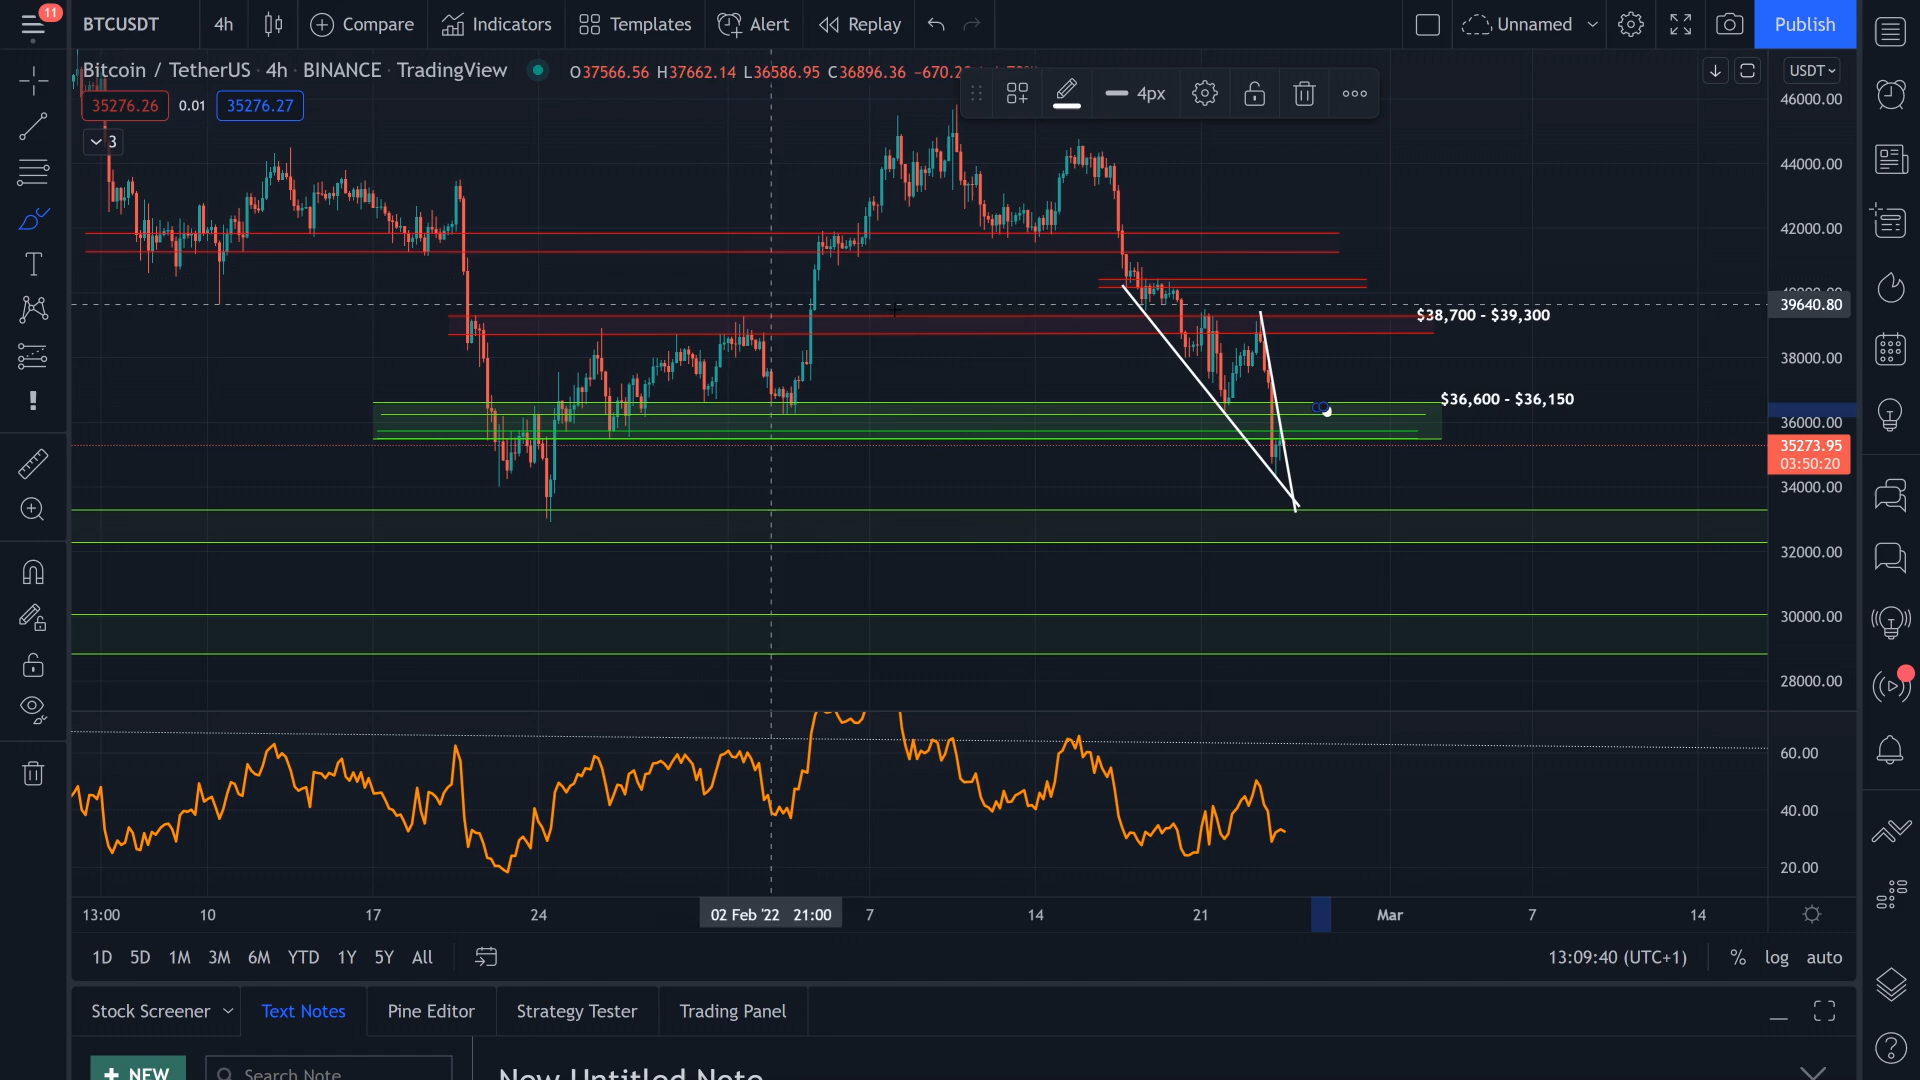 11
BTCUSDT 4h Compare Indicators Templates Alert Replay Unnamed Publish
Bitcoin / TetherUS · 4h · BINANCE · TradingView O37566.56 H37662.14 L36586.95 C36896.36
USDT
35276.26 0.01 35276.27
4px
3
46000.00
44000.00
42000.00
39640.80
$38,700 - $39,300
38000.00
$36,600 - $36,150
36000.00
35273.95
03:50:20
34000.00
32000.00
30000.00
28000.00
60.00
40.00
20.00
13:00 10 17 24 02 Feb '22 21:00 7 14 21 Mar 7 14
1D 5D 1M 3M 6M YTD 1Y 5Y All 13:09:40 (UTC+1) % log auto
Stock Screener Text Notes Pine Editor Strategy Tester Trading Panel
+ NEW Search Note New Untitled Note